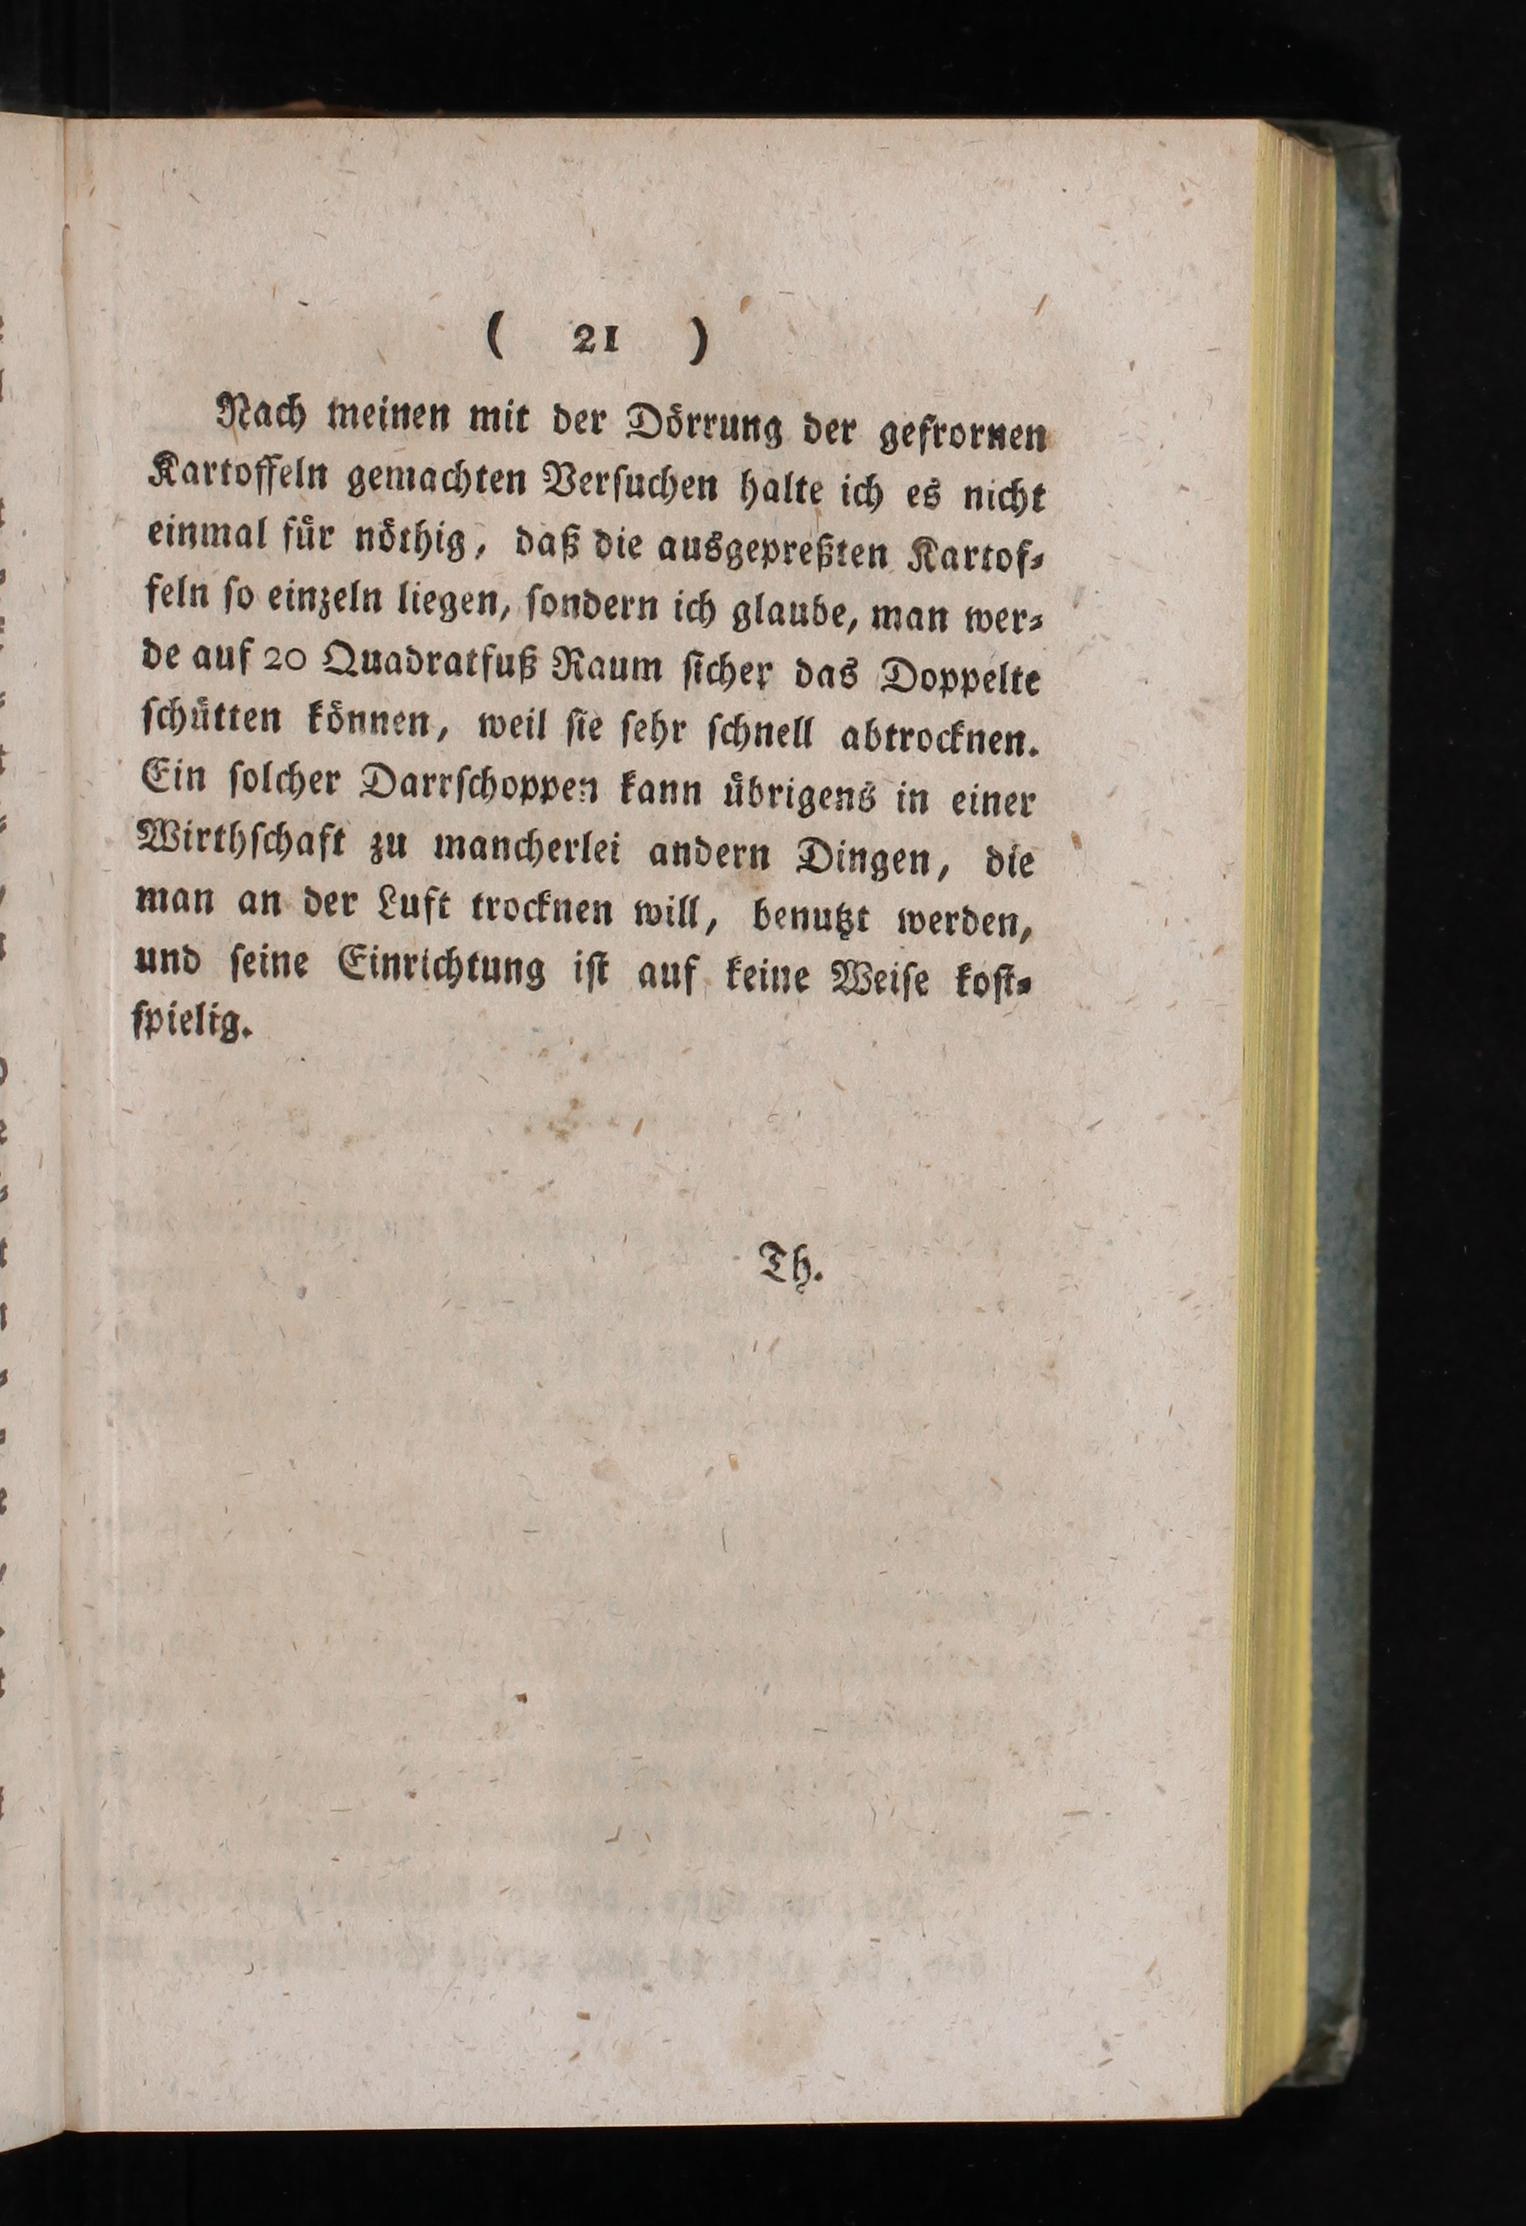 ( 21 )
Nach meinen mit der Dörrung der gefrornen
Kartoffeln gemachten Verſuchen halte ich es nicht
einmal für nöthig, daß die ausgepreßten Kartof⸗
feln ſo einzeln liegen, ſondern ich glaube, man wer⸗
de auf 20 Quadratfuß Raum ſicher das Doppelte
ſchütten können, weil ſie ſehr ſchnell abtrocknen.
Ein ſolcher Darrſchoppen kann übrigens in einer
Wirthſchaft zu mancherlei andern Dingen, die
man an der Luft trocknen will, benutzt werden,
und ſeine Einrichtung iſt auf keine Weiſe koſt⸗
ſpielig.
Th.